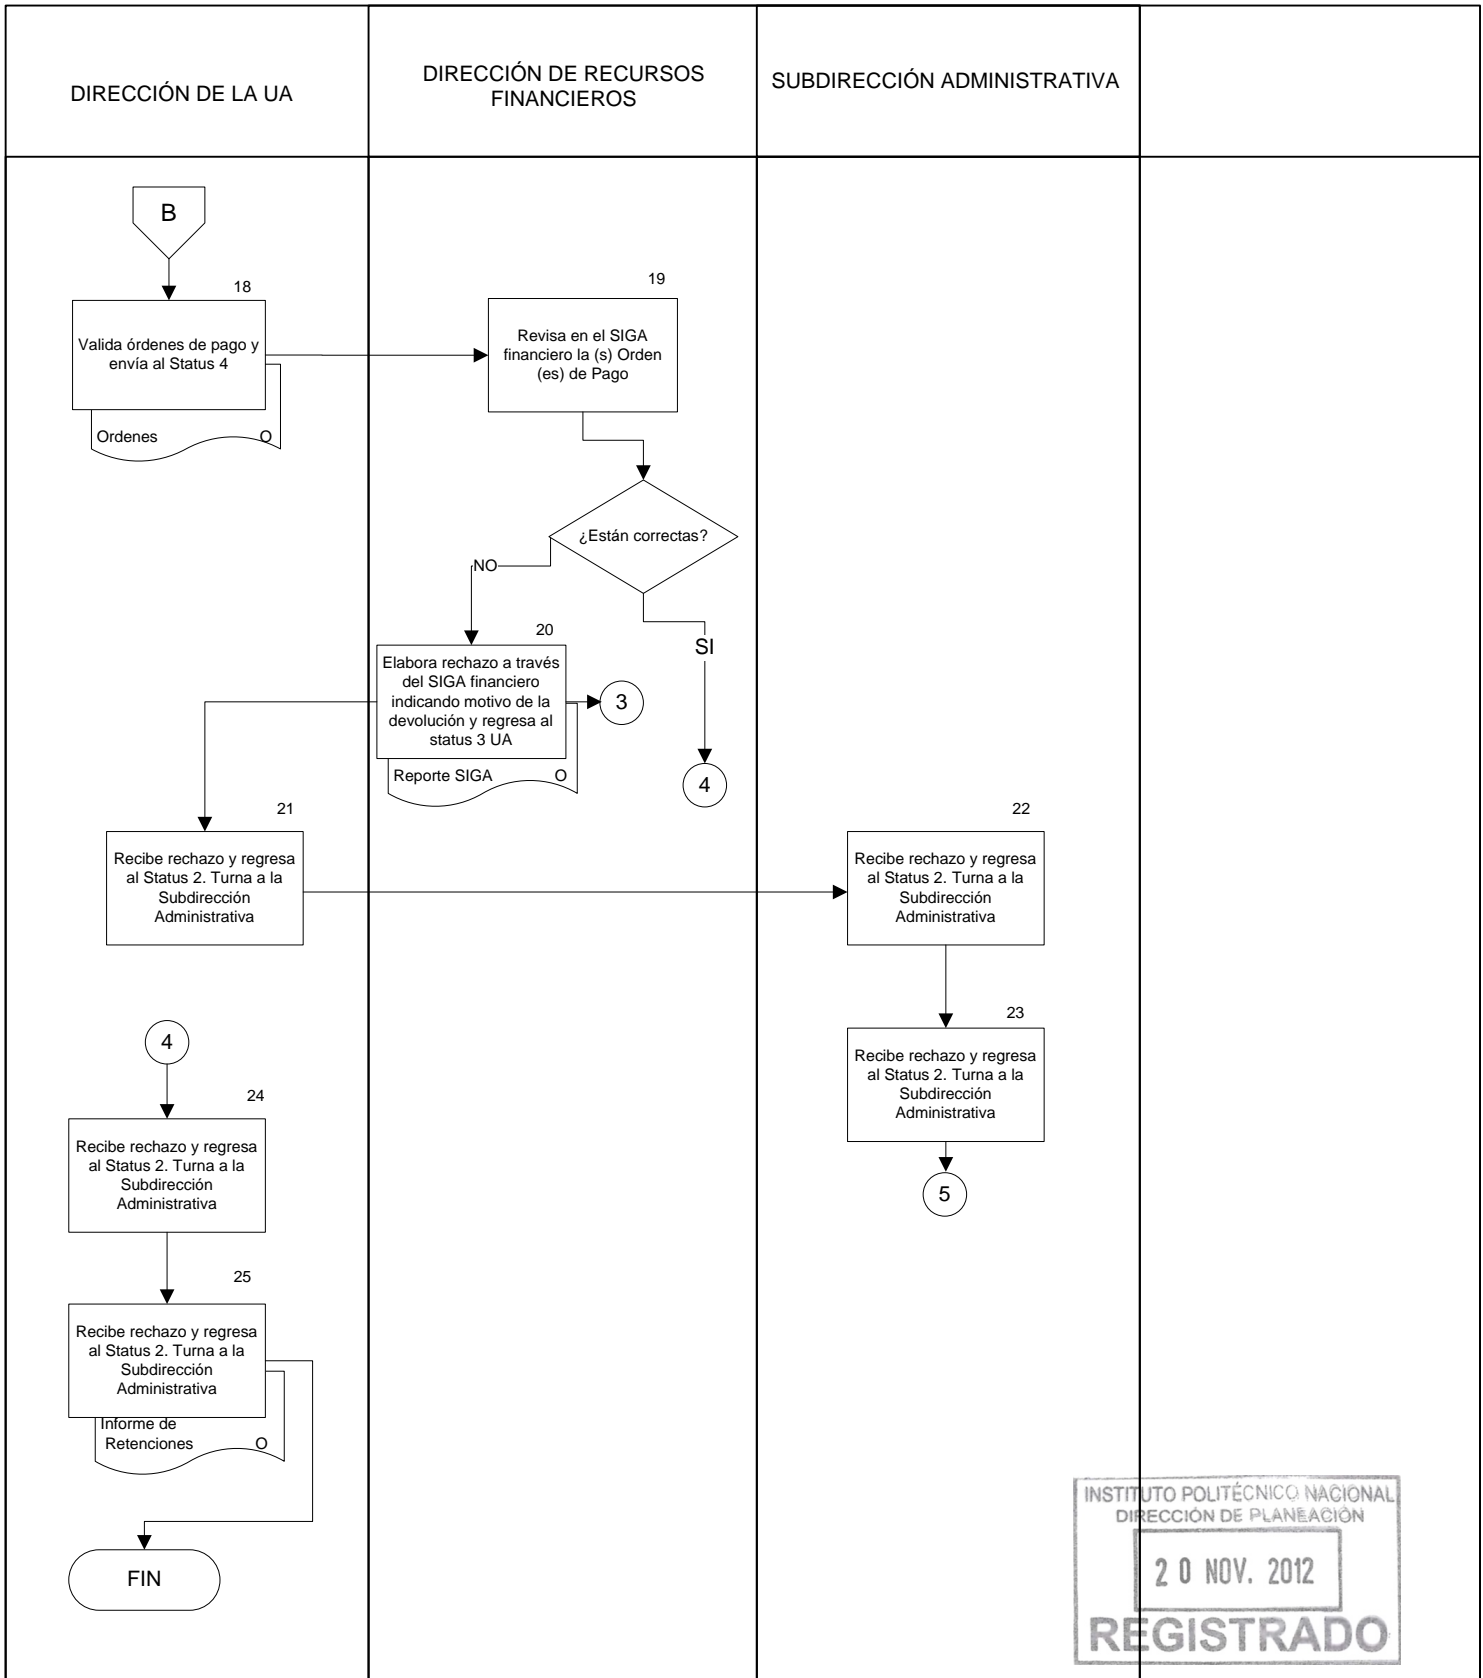 DIRECCIÓN DE LA UA
DIRECCIÓN DE RECURSOS
FINANCIEROS
SUBDIRECCIÓN ADMINISTRATIVA
B
18
Valida órdenes de pago y
envía al Status 4
Ordenes O
19
Revisa en el SIGA
financiero la (s) Orden
(es) de Pago
¿Están correctas?
NO
SI
20
Elabora rechazo a través
del SIGA financiero
indicando motivo de la
devolución y regresa al
status 3 UA
Reporte SIGA O
3
4
21
Recibe rechazo y regresa
al Status 2. Turna a la
Subdirección
Administrativa
22
Recibe rechazo y regresa
al Status 2. Turna a la
Subdirección
Administrativa
23
Recibe rechazo y regresa
al Status 2. Turna a la
Subdirección
Administrativa
5
4
24
Recibe rechazo y regresa
al Status 2. Turna a la
Subdirección
Administrativa
25
Recibe rechazo y regresa
al Status 2. Turna a la
Subdirección
Administrativa
Informe de
Retenciones O
FIN
INSTITUTO POLITÉCNICO NACIONAL
DIRECCIÓN DE PLANEACIÓN
20 NOV. 2012
REGISTRADO